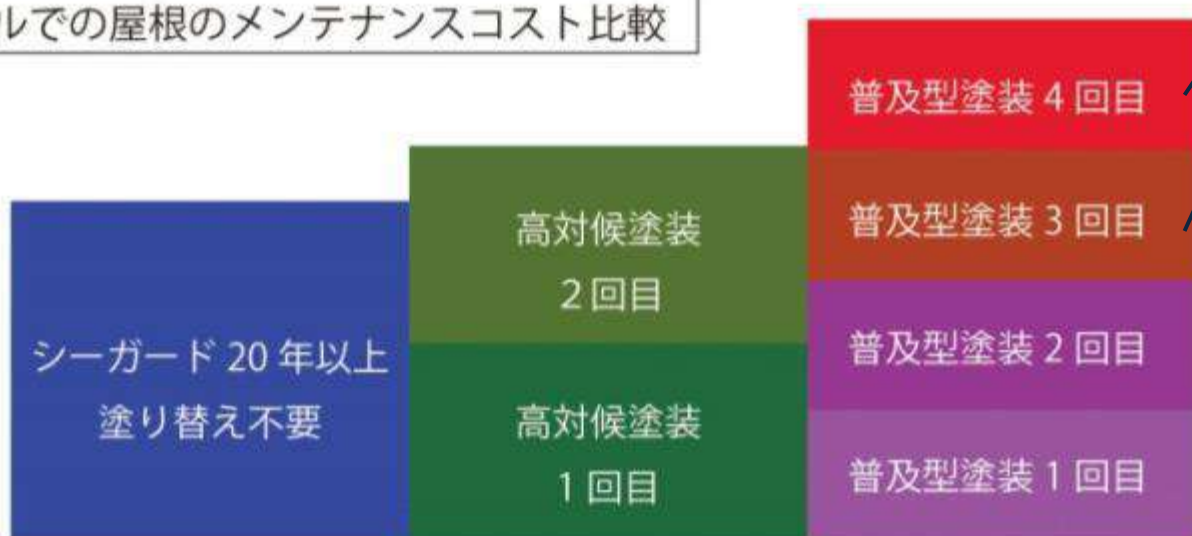 ルでの屋根のメンテナンスコスト比較
普及型塗装 4 回目
普及型塗装 3 回目
高対候塗装
2 回目
普及型塗装 2 回目
シーガード 20 年以上
塗り替え不要
高対候塗装
1 回目
普及型塗装 1 回目